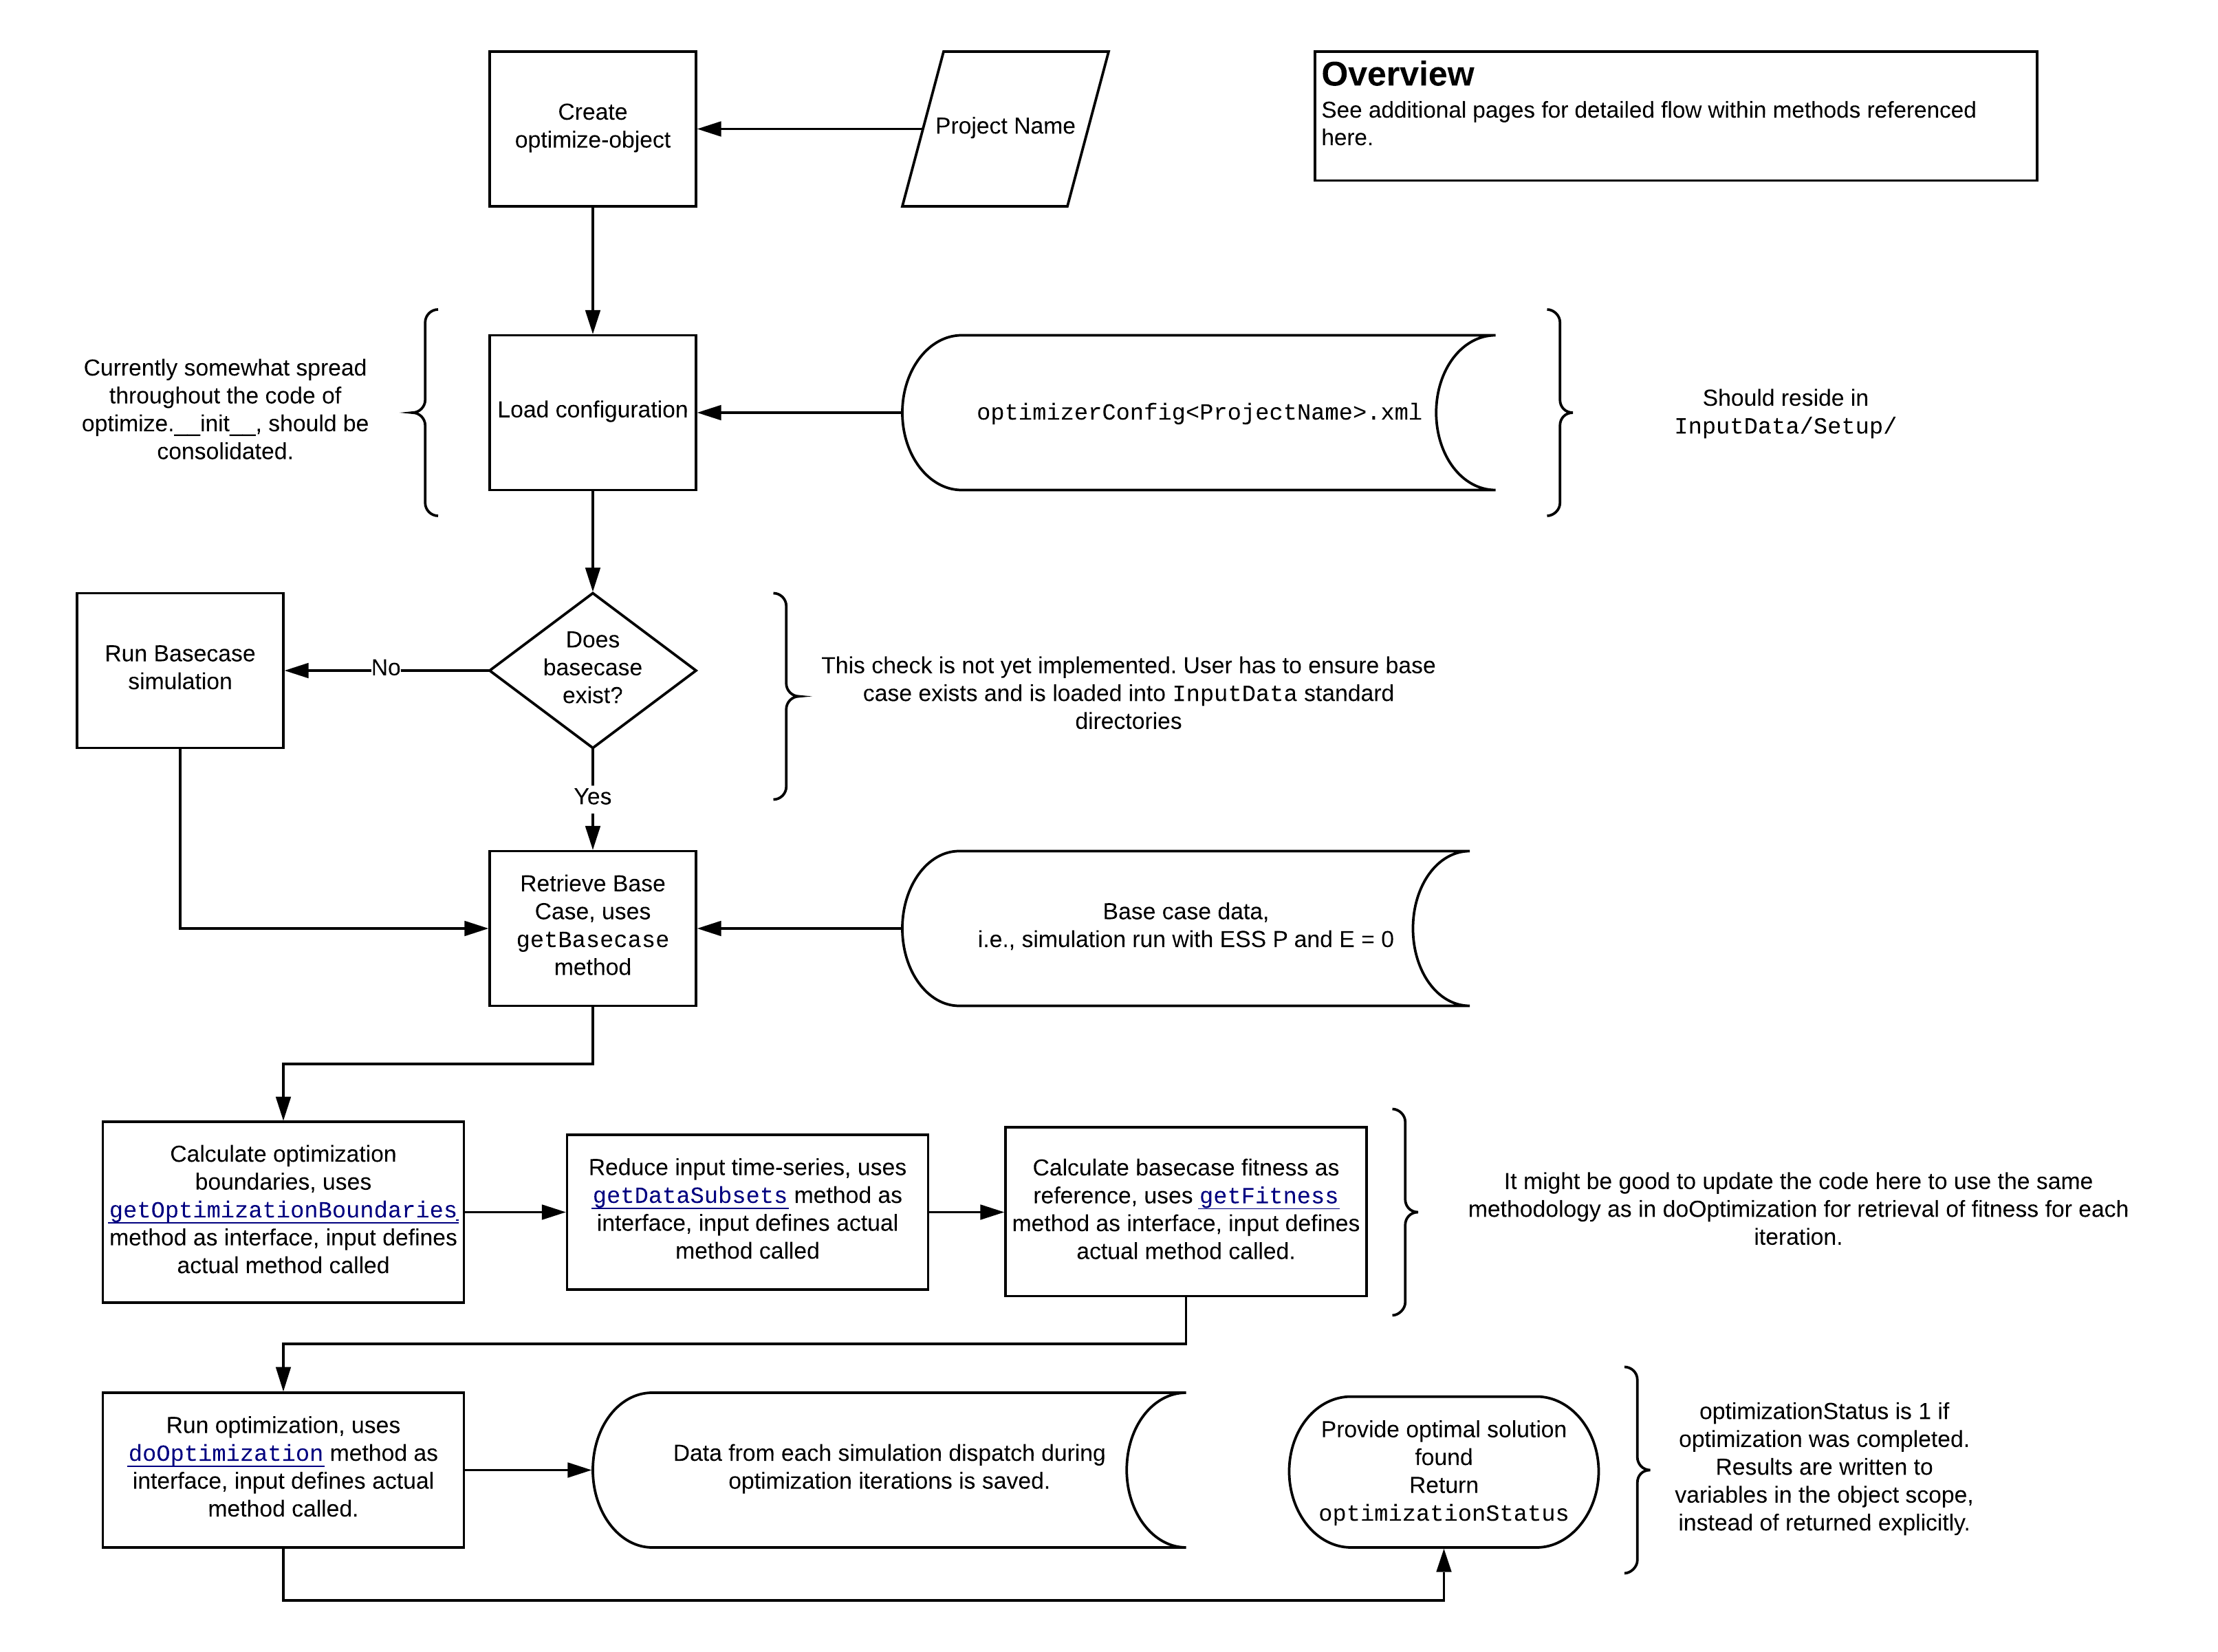 Create
optimize-object
Project Name
Overview
See additional pages for detailed flow within methods referenced
here.
Currently somewhat spread
throughout the code of
optimize.__init__, should be
consolidated.
Load configuration
optimizerConfig<ProjectName>.xml
Should reside in
InputData/Setup/
Run Basecase
simulation
No
Does
basecase
exist?
This check is not yet implemented. User has to ensure base
case exists and is loaded into InputData standard
directories
Yes
Retrieve Base
Case, uses
getBasecase
method
Base case data,
i.e., simulation run with ESS P and E = 0
Calculate optimization
boundaries, uses
getOptimizationBoundaries
method as interface, input defines
actual method called
Reduce input time-series, uses
getDataSubsets method as
interface, input defines actual
method called
Calculate basecase fitness as
reference, uses getFitness
method as interface, input defines
actual method called.
It might be good to update the code here to use the same
methodology as in doOptimization for retrieval of fitness for each
iteration.
Run optimization, uses
doOptimization method as
interface, input defines actual
method called.
Data from each simulation dispatch during
optimization iterations is saved.
Provide optimal solution
found
Return
optimizationStatus
optimizationStatus is 1 if
optimization was completed.
Results are written to
variables in the object scope,
instead of returned explicitly.